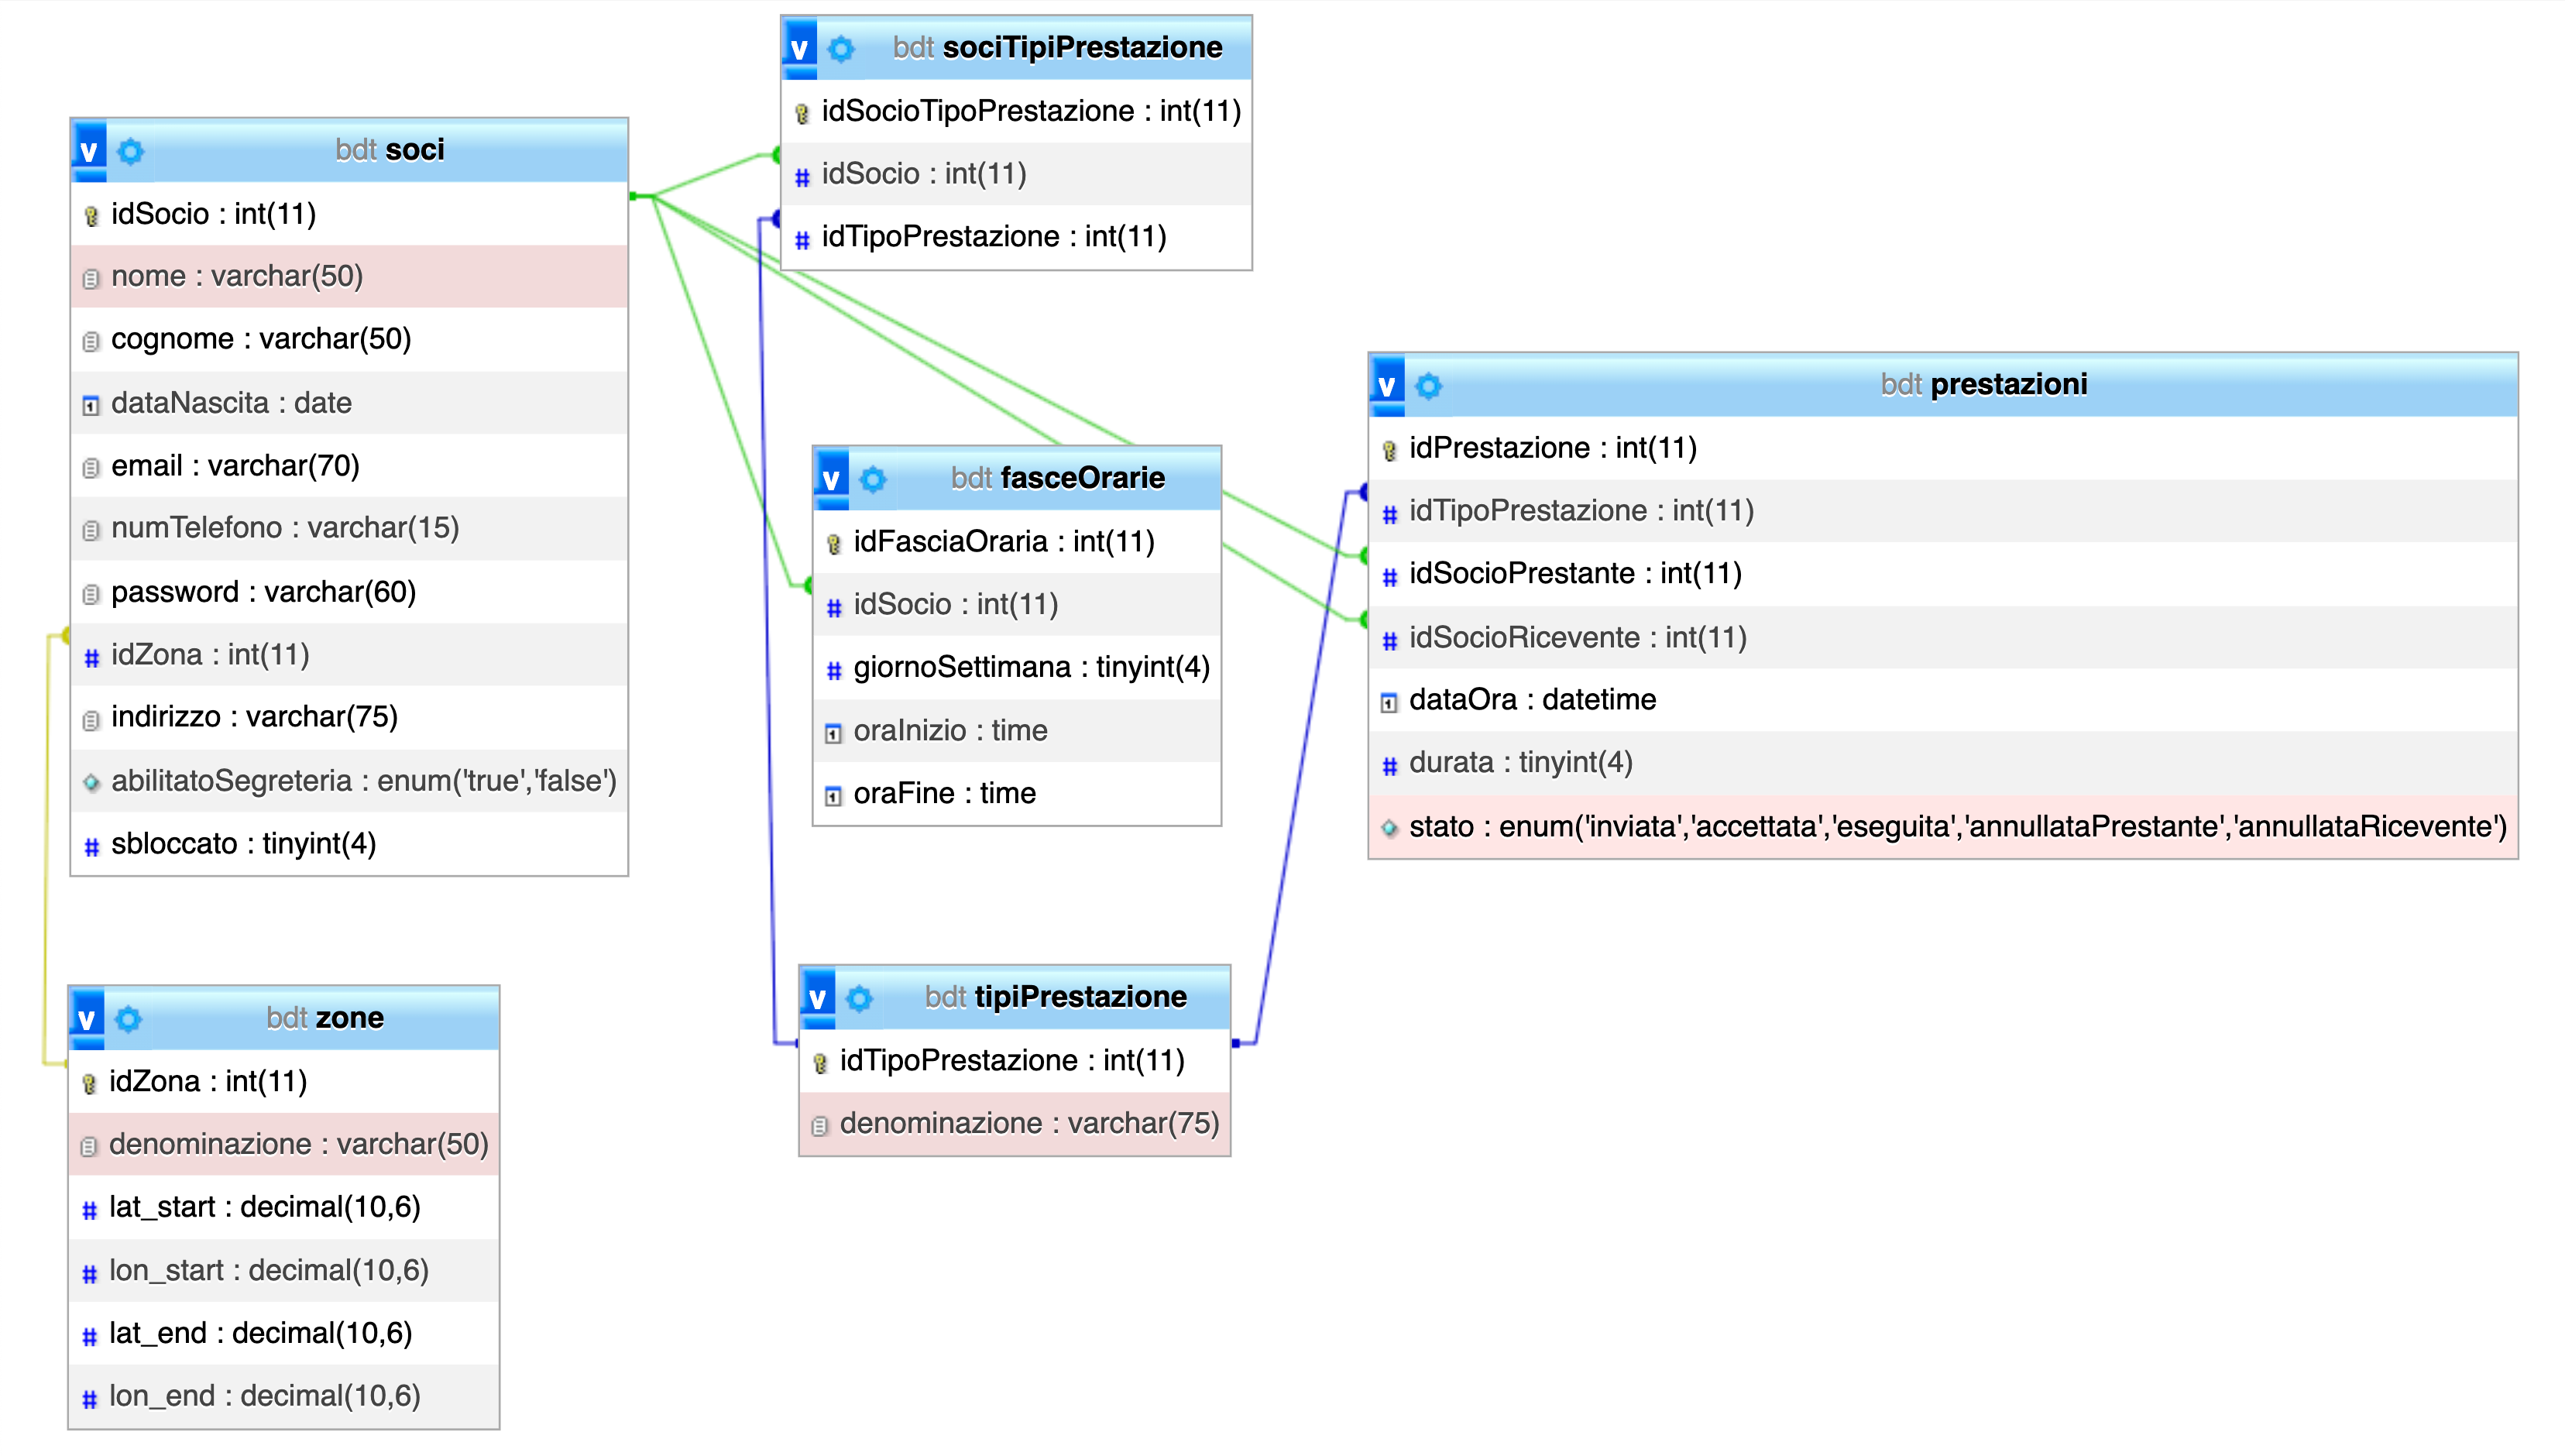 v bdt soci
idSocio : int(11)
nome : varchar(50)
cognome : varchar(50)
dataNascita : date
email : varchar(70)
numTelefono : varchar(15)
password : varchar(60)
idZona : int(11)
indirizzo : varchar(75)
abilitatoSegreteria : enum('true','false')
sbloccato : tinyint(4)
v bdt zone
idZona : int(11)
denominazione : varchar(50)
lat_start : decimal(10,6)
lon_start : decimal(10,6)
lat_end : decimal(10,6)
lon_end : decimal(10,6)
v bdt sociTipiPrestazione
idSocioTipoPrestazione : int(11)
idSocio : int(11)
idTipoPrestazione : int(11)
v bdt fasceOrarie
idFasciaOraria : int(11)
idSocio : int(11)
giornoSettimana : tinyint(4)
oraInizio : time
oraFine : time
v bdt tipiPrestazione
idTipoPrestazione : int(11)
denominazione : varchar(75)
v bdt prestazioni
idPrestazione : int(11)
idTipoPrestazione : int(11)
idSocioPrestante : int(11)
idSocioRicevente : int(11)
dataOra : datetime
durata : tinyint(4)
stato : enum('inviata','accettata','eseguita','annullataPrestante','annullataRicevente')